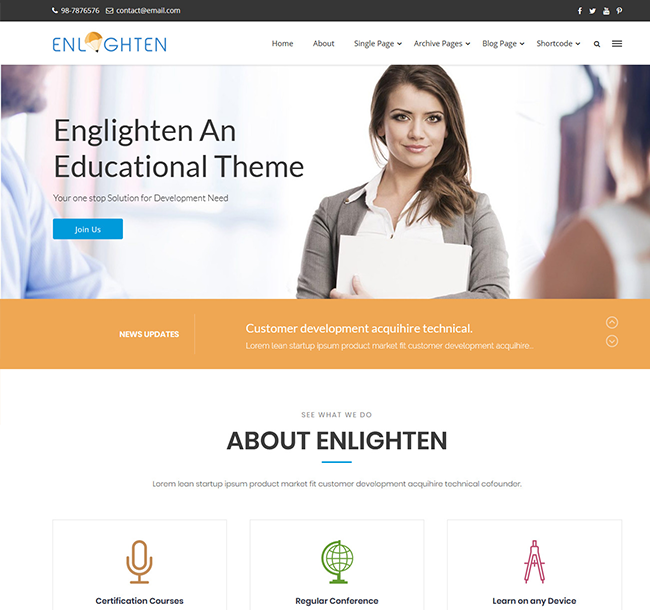 98-7876576 contact@email.com
ENLIGHTEN
Home About Single Page Archive Pages Blog Page Shortcode
Englighten An
Educational Theme
Your one stop Solution for Development Need
Join Us
NEWS UPDATES
Customer development acquihire technical.
Lorem lean startup ipsum product market fit customer development acquihire...
SEE WHAT WE DO
ABOUT ENLIGHTEN
Lorem lean startup ipsum product market fit customer development acquihire technical cofounder.
Certification Courses
Regular Conference
Learn on any Device